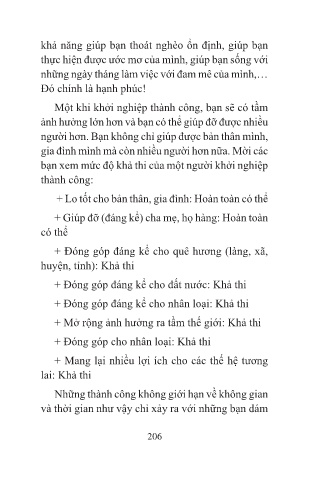 khả năng giúp bạn thoát nghèo ổn định, giúp bạn
thực hiện được ước mơ của mình, giúp bạn sống với
những ngày tháng làm việc với đam mê của mình,…
Đó chính là hạnh phúc!
Một khi khởi nghiệp thành công, bạn sẽ có tầm
ảnh hưởng lớn hơn và bạn có thể giúp đỡ được nhiều
người hơn. Bạn không chỉ giúp được bản thân mình,
gia đình mình mà còn nhiều người hơn nữa. Mời các
bạn xem mức độ khả thi của một người khởi nghiệp
thành công:
+ Lo tốt cho bản thân, gia đình: Hoàn toàn có thể
+ Giúp đỡ (đáng kể) cha mẹ, họ hàng: Hoàn toàn
có thể
+ Đóng góp đáng kể cho quê hương (làng, xã,
huyện, tỉnh): Khả thi
+ Đóng góp đáng kể cho đất nước: Khả thi
+ Đóng góp đáng kể cho nhân loại: Khả thi
+ Mở rộng ảnh hưởng ra tầm thế giới: Khả thi
+ Đóng góp cho nhân loại: Khả thi
+ Mang lại nhiều lợi ích cho các thế hệ tương
lai: Khả thi
Những thành công không giới hạn về không gian
và thời gian như vậy chỉ xảy ra với những bạn dám
206